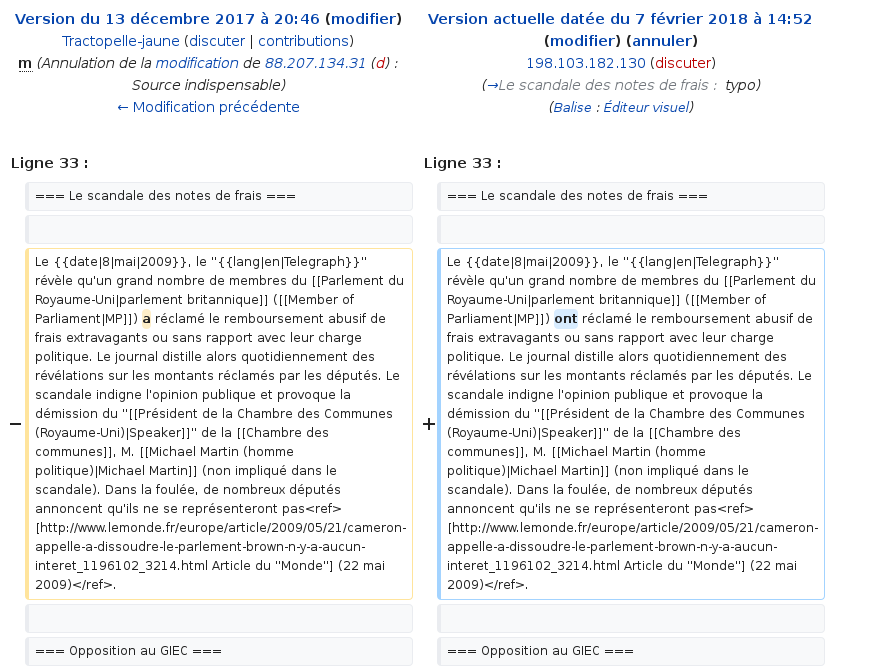 Version du 13 décembre 2017 à 20:46 (modifier)
Tractopelle-jaune (discuter | contributions)
m (Annulation de la modification de 88.207.134.31 (d) :
Source indispensable)
← Modification précédente
Version actuelle datée du 7 février 2018 à 14:52
(modifier) (annuler)
198.103.182.130 (discuter)
(→Le scandale des notes de frais : typo)
(Balise : Éditeur visuel)
Ligne 33 :
=== Le scandale des notes de frais ===
−
Le {{date|8|mai|2009}}, le ''{{lang|en|Telegraph}}''
révèle qu'un grand nombre de membres du [[Parlement du
Royaume-Uni|parlement britannique]] ([[Member of
Parliament|MP]]) a réclamé le remboursement abusif de
frais extravagants ou sans rapport avec leur charge
politique. Le journal distille alors quotidiennement des
révélations sur les montants réclamés par les députés. Le
scandale indigne l'opinion publique et provoque la
démission du ''[[Président de la Chambre des Communes
(Royaume-Uni)|Speaker]]'' de la [[Chambre des
communes]], M. [[Michael Martin (homme
politique)|Michael Martin]] (non impliqué dans le
scandale). Dans la foulée, de nombreux députés
annoncent qu'ils ne se représenteront pas<ref>
[http://www.lemonde.fr/europe/article/2009/05/21/cameron-
appelle-a-dissoudre-le-parlement-brown-n-y-a-aucun-
interet_1196102_3214.html Article du ''Monde''] (22 mai
2009)</ref>.
=== Opposition au GIEC ===
Ligne 33 :
=== Le scandale des notes de frais ===
+
Le {{date|8|mai|2009}}, le ''{{lang|en|Telegraph}}''
révèle qu'un grand nombre de membres du [[Parlement du
Royaume-Uni|parlement britannique]] ([[Member of
Parliament|MP]]) ont réclamé le remboursement abusif de
frais extravagants ou sans rapport avec leur charge
politique. Le journal distille alors quotidiennement des
révélations sur les montants réclamés par les députés. Le
scandale indigne l'opinion publique et provoque la
démission du ''[[Président de la Chambre des Communes
(Royaume-Uni)|Speaker]]'' de la [[Chambre des
communes]], M. [[Michael Martin (homme
politique)|Michael Martin]] (non impliqué dans le
scandale). Dans la foulée, de nombreux députés
annoncent qu'ils ne se représenteront pas<ref>
[http://www.lemonde.fr/europe/article/2009/05/21/cameron-
appelle-a-dissoudre-le-parlement-brown-n-y-a-aucun-
interet_1196102_3214.html Article du ''Monde''] (22 mai
2009)</ref>.
=== Opposition au GIEC ===